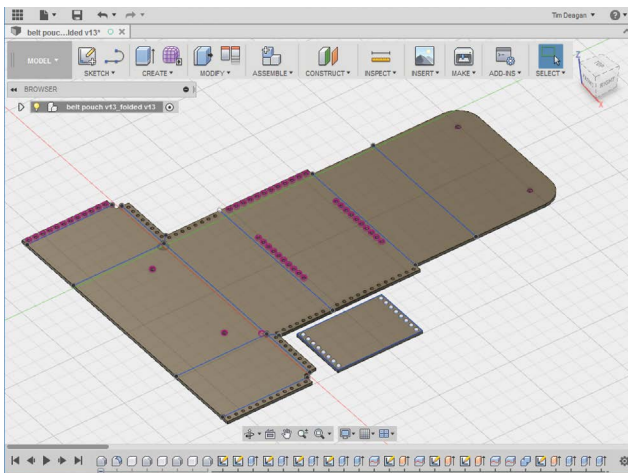 Tim Deagan
belt pouc...lded v13*
MODEL
SKETCH
CREATE
MODIFY
ASSEMBLE
CONSTRUCT
INSPECT
INSERT
MAKE
ADD-INS
SELECT
BROWSER
belt pouch v13_folded v13
Z
X
RIGHT